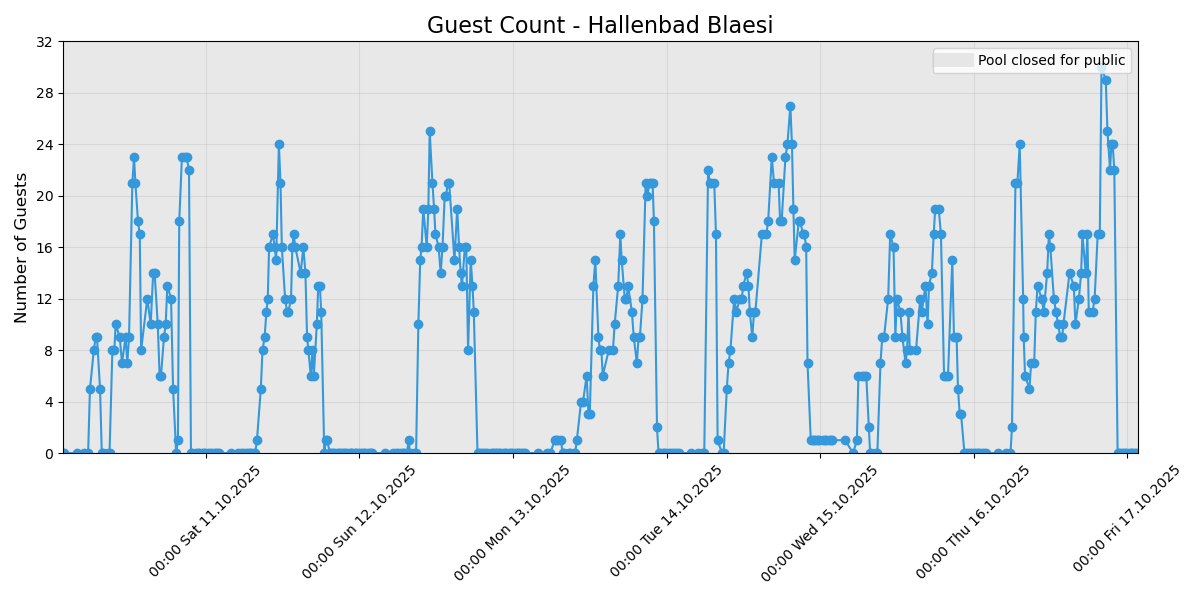 Guest Count - Hallenbad Blaesi
Number of Guests
32
28
24
20
16
12
8
4
0
Pool closed for public
00:00 Sat 11.10.2025
00:00 Sun 12.10.2025
00:00 Mon 13.10.2025
00:00 Tue 14.10.2025
00:00 Wed 15.10.2025
00:00 Thu 16.10.2025
00:00 Fri 17.10.2025